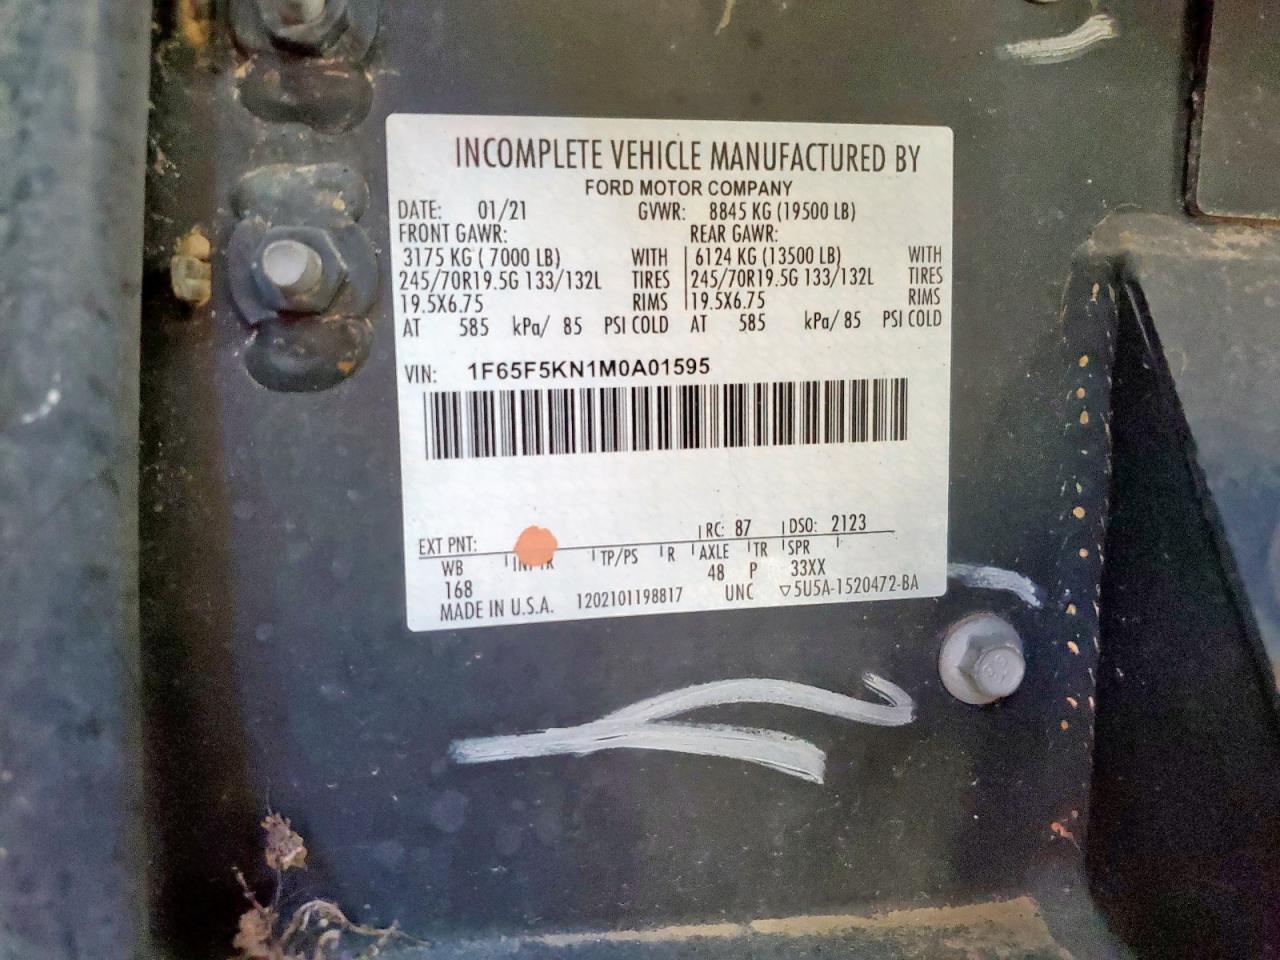 INCOMPLETE VEHICLE MANUFACTURED BY
FORD MOTOR COMPANY
DATE: 01/21 GVWR: 8845 KG (19500 LB)
FRONT GAWR: REAR GAWR:
3175 KG (7000 LB) WITH 6124 KG (13500 LB) WITH
245/70R19.5G 133/132L TIRES 245/70R19.5G 133/132L TIRES
19.5X6.75 RIMS 19.5X6.75 RIMS
AT 585 kPa/ 85 PSI COLD AT 585 kPa/ 85 PSI COLD
VIN: 1F65F5KN1M0A01595
EXT PNT: RC: 87 DSO: 2123
WB TP/PS R AXLE TR SPR
168 48 P 33XX
MADE IN U.S.A. 1202101198817 UNC ▽5U5A-1520472-BA